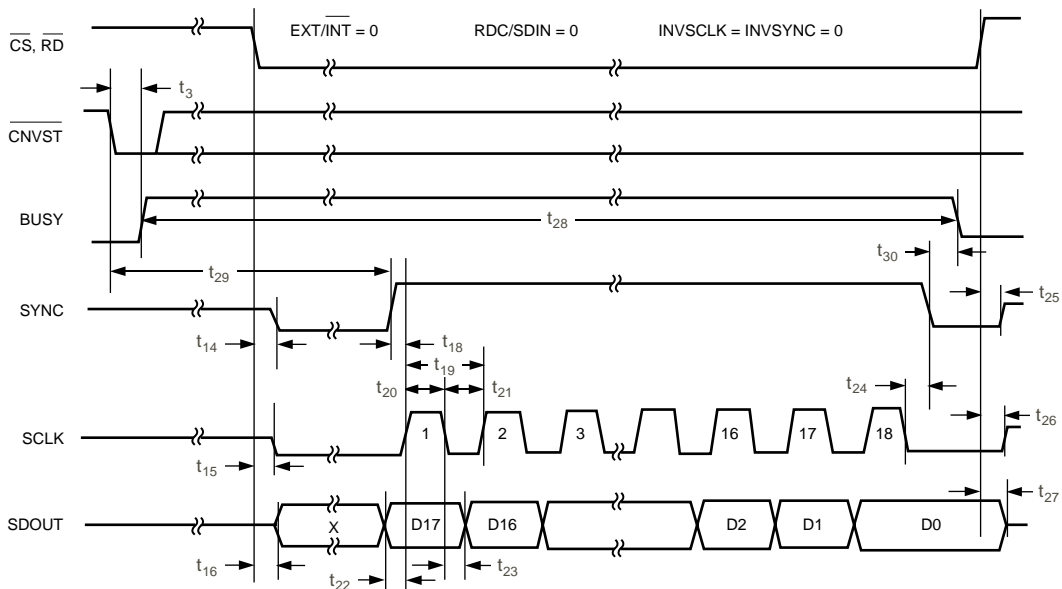 EXT/INT = 0 RDC/SDIN = 0 INVSCLK = INVSYNC = 0
CS, RD
t3
CNVST
BUSY
t28
t30
t29
t25
SYNC
t14
t18
t19
t20
t21
t24
t26
SCLK
1 2 3 16 17 18
t15
t27
SDOUT
X D17 D16 D2 D1 D0
t16
t22
t23